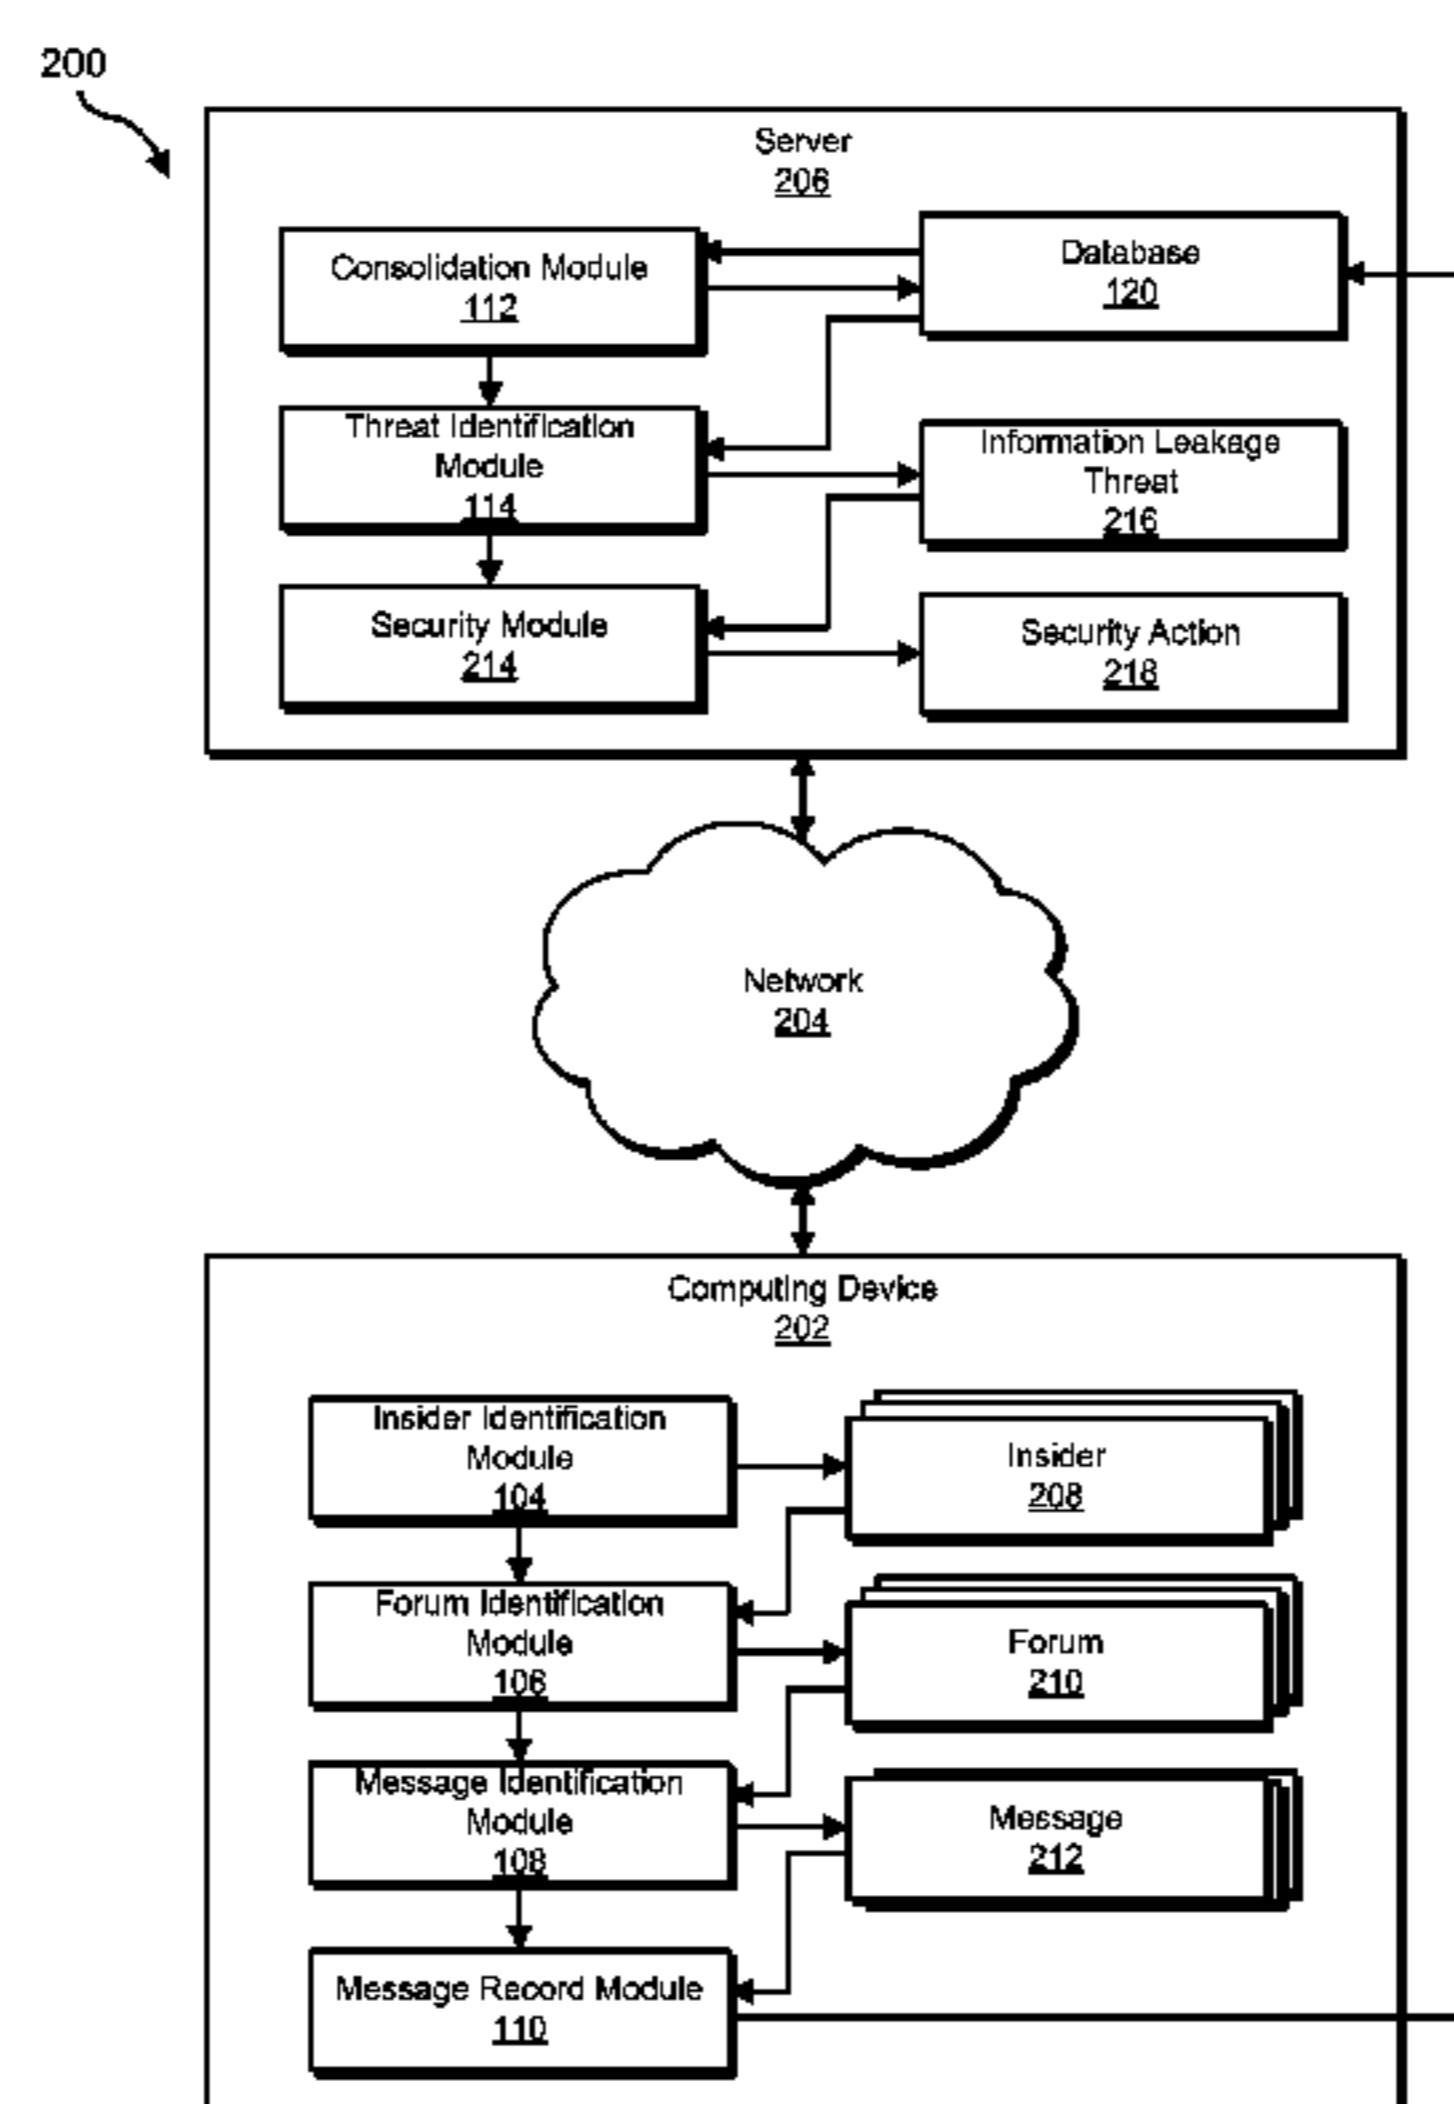 200
Server
206
Consolidation Module
112
Database
120
Threat Identification
Module
114
Information Leakage
Threat
216
Security Module
214
Security Action
218
Network
204
Computing Device
202
Insider Identification
Module
104
Insider
208
Forum Identification
Module
106
Forum
210
Message Identification
Module
108
Message
212
Message Record Module
110